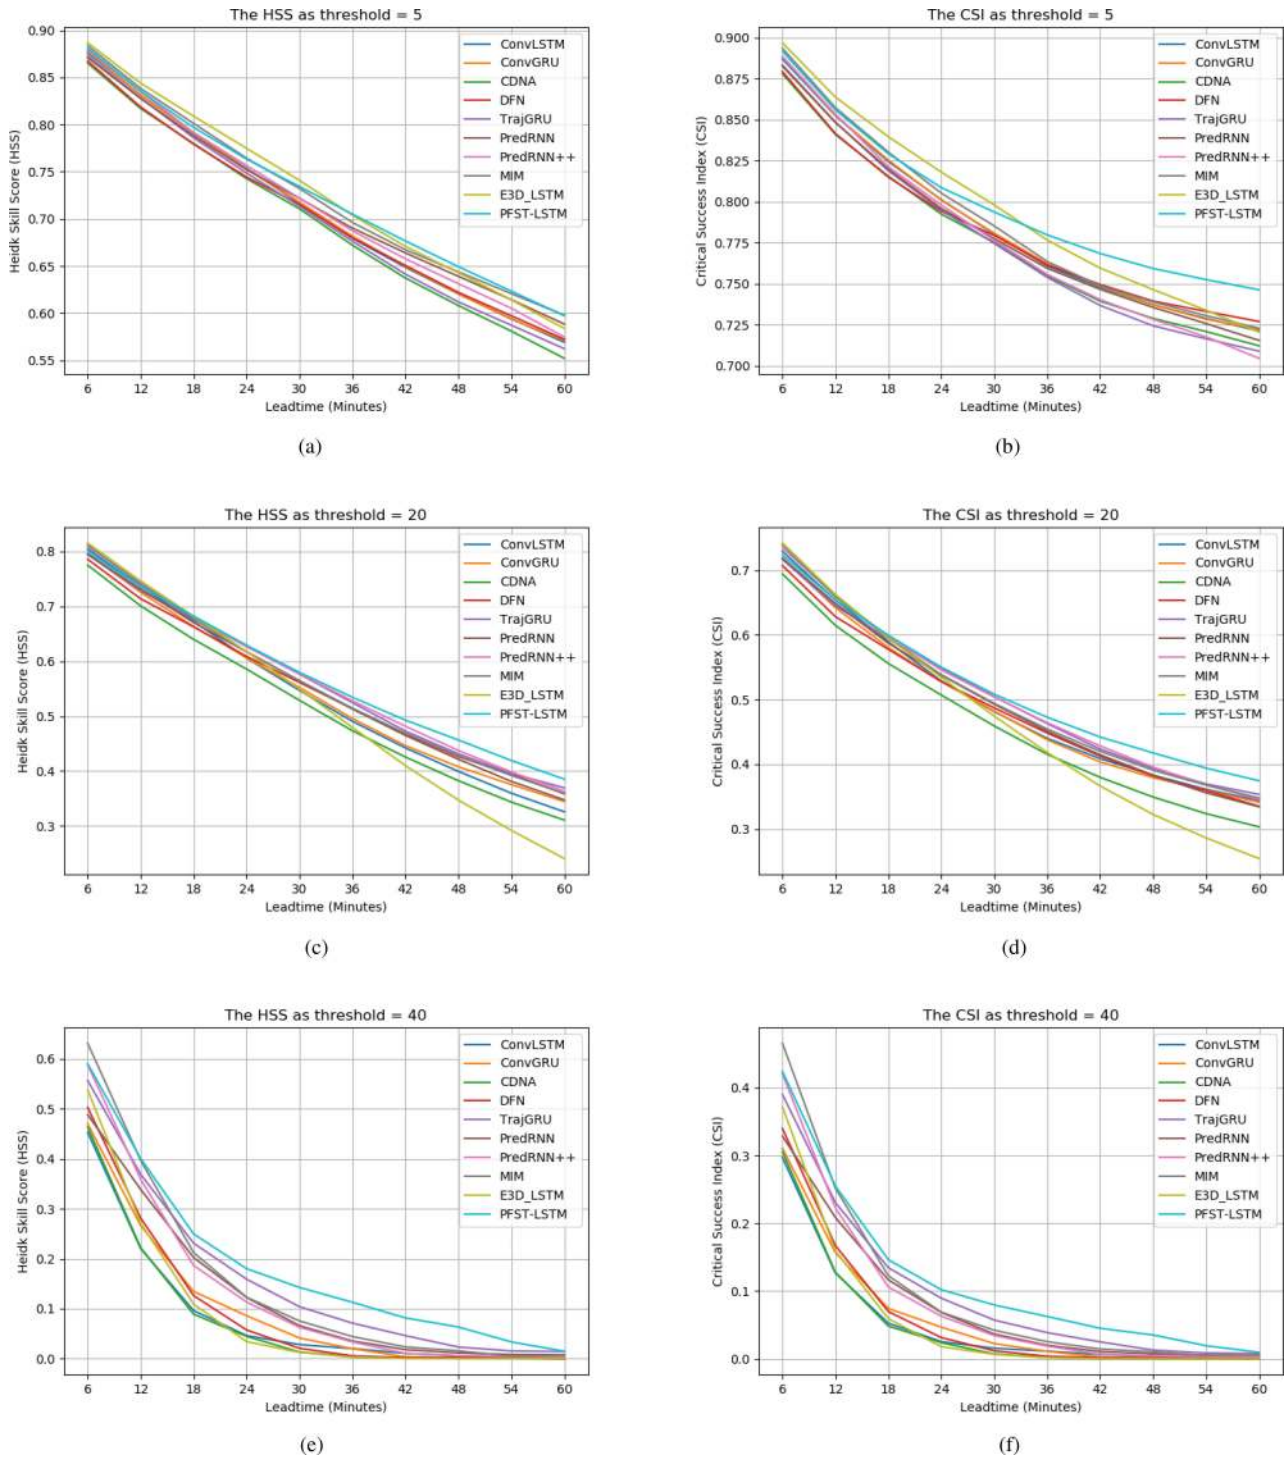 The HSS as threshold = 5
0.90
0.85
0.80
0.75
0.70
0.65
0.60
0.55
Heidk Skill Score (HSS)
6 12 18 24 30 36 42 48 54 60
Leadtime (Minutes)
ConvLSTM
ConvGRU
CDNA
DFN
TrajGRU
PredRNN
PredRNN++
MIM
E3D_LSTM
PFST-LSTM
(a)
The CSI as threshold = 5
0.900
0.875
0.850
0.825
0.800
0.775
0.750
0.725
0.700
Critical Success Index (CSI)
6 12 18 24 30 36 42 48 54 60
Leadtime (Minutes)
ConvLSTM
ConvGRU
CDNA
DFN
TrajGRU
PredRNN
PredRNN++
MIM
E3D_LSTM
PFST-LSTM
(b)
The HSS as threshold = 20
0.8
0.7
0.6
0.5
0.4
0.3
Heidk Skill Score (HSS)
6 12 18 24 30 36 42 48 54 60
Leadtime (Minutes)
ConvLSTM
ConvGRU
CDNA
DFN
TrajGRU
PredRNN
PredRNN++
MIM
E3D_LSTM
PFST-LSTM
(c)
The CSI as threshold = 20
0.7
0.6
0.5
0.4
0.3
Critical Success Index (CSI)
6 12 18 24 30 36 42 48 54 60
Leadtime (Minutes)
ConvLSTM
ConvGRU
CDNA
DFN
TrajGRU
PredRNN
PredRNN++
MIM
E3D_LSTM
PFST-LSTM
(d)
The HSS as threshold = 40
0.6
0.5
0.4
0.3
0.2
0.1
0.0
Heidk Skill Score (HSS)
6 12 18 24 30 36 42 48 54 60
Leadtime (Minutes)
ConvLSTM
ConvGRU
CDNA
DFN
TrajGRU
PredRNN
PredRNN++
MIM
E3D_LSTM
PFST-LSTM
(e)
The CSI as threshold = 40
0.4
0.3
0.2
0.1
0.0
Critical Success Index (CSI)
6 12 18 24 30 36 42 48 54 60
Leadtime (Minutes)
ConvLSTM
ConvGRU
CDNA
DFN
TrajGRU
PredRNN
PredRNN++
MIM
E3D_LSTM
PFST-LSTM
(f)